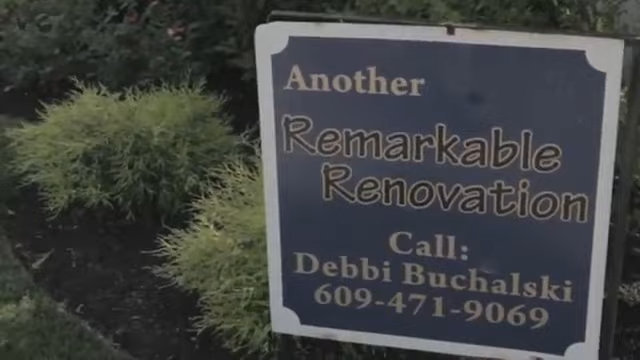 Another
Remarkable
Renovation
Call:
Debbi Buchalski
609-471-9069